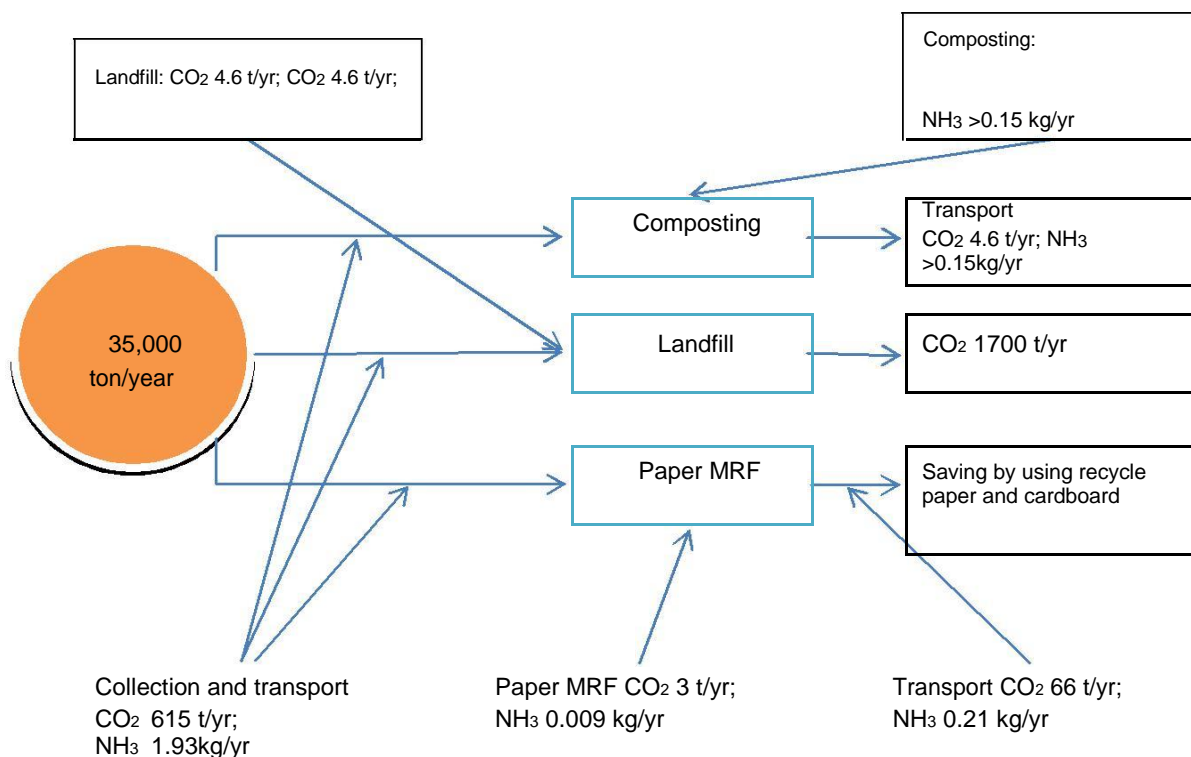 Landfill: CO2 4.6 t/yr; CO2 4.6 t/yr;
Composting:
NH3 >0.15 kg/yr
Composting
Transport
CO2 4.6 t/yr; NH3
>0.15kg/yr
35,000
ton/year
Landfill
CO2 1700 t/yr
Paper MRF
Saving by using recycle
paper and cardboard
Collection and transport
CO2 615 t/yr;
NH3 1.93kg/yr
Paper MRF CO2 3 t/yr;
NH3 0.009 kg/yr
Transport CO2 66 t/yr;
NH3 0.21 kg/yr